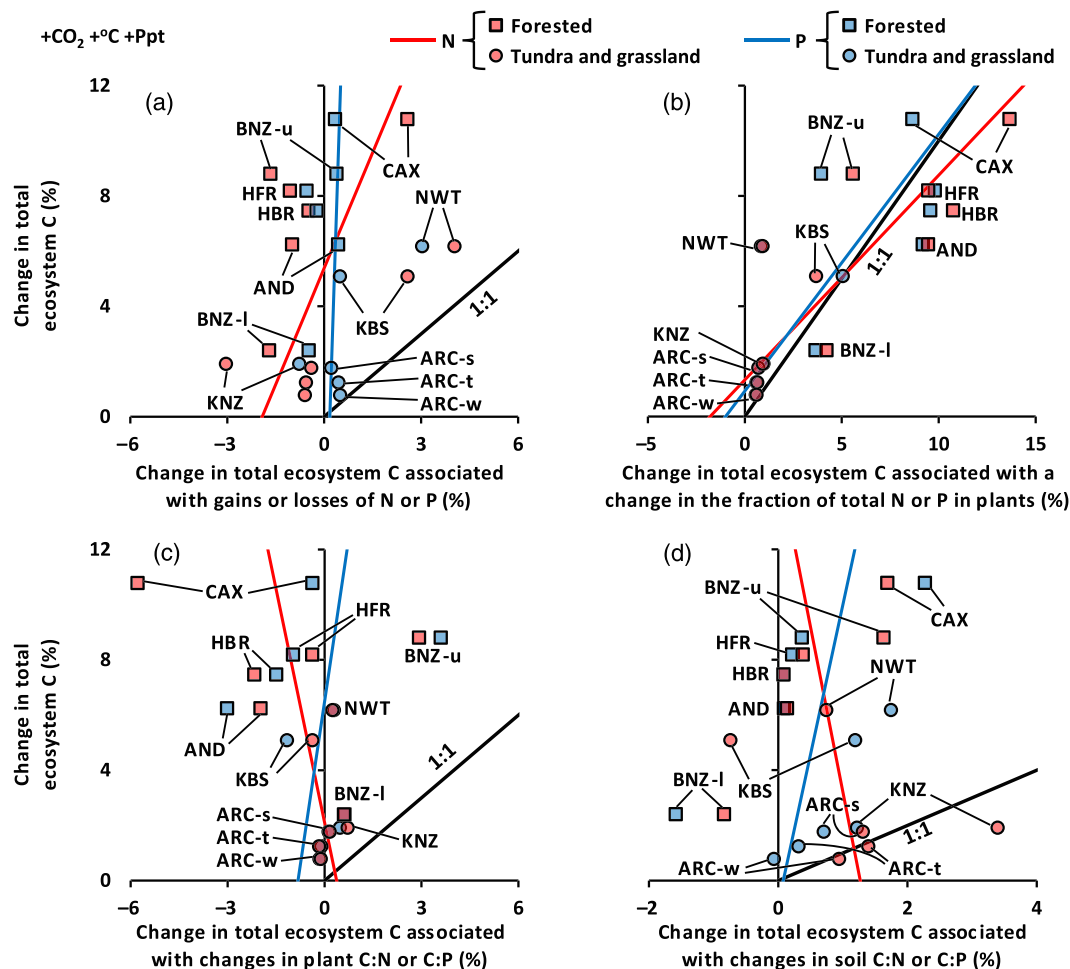 +CO₂ +ºC +Ppt
N
Forested
Tundra and grassland
P
Forested
Tundra and grassland
(a)
Change in total
ecosystem C (%)
12
8
4
0
−6
−3
0
3
6
BNZ-u
CAX
HFR
HBR
NWT
AND
KBS
1:1
BNZ-l
ARC-s
ARC-t
ARC-w
KNZ
Change in total ecosystem C associated
with gains or losses of N or P (%)
(b)
−5
0
5
10
15
BNZ-u
CAX
HFR
HBR
NWT
KBS
AND
1:1
KNZ
ARC-s
BNZ-l
ARC-t
ARC-w
Change in total ecosystem C associated with a
change in the fraction of total N or P in plants (%)
(c)
Change in total
ecosystem C (%)
12
8
4
0
−6
−3
0
3
6
CAX
HFR
HBR
BNZ-u
NWT
AND
KBS
1:1
BNZ-l
ARC-s
KNZ
ARC-t
ARC-w
Change in total ecosystem C associated
with changes in plant C:N or C:P (%)
(d)
−2
0
2
4
BNZ-u
CAX
HFR
HBR
NWT
AND
BNZ-l
KBS
ARC-s
KNZ
1:1
ARC-w
ARC-t
Change in total ecosystem C associated
with changes in soil C:N or C:P (%)